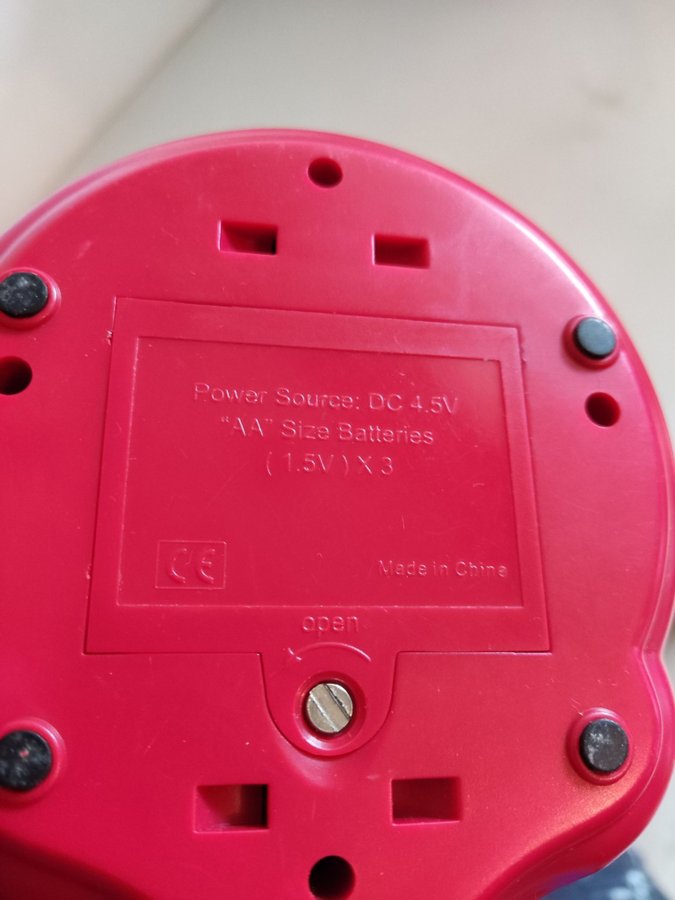 Power Source: DC 4.5V
“AA” Size Batteries
( 1.5V ) X 3
CE
Made in China
open